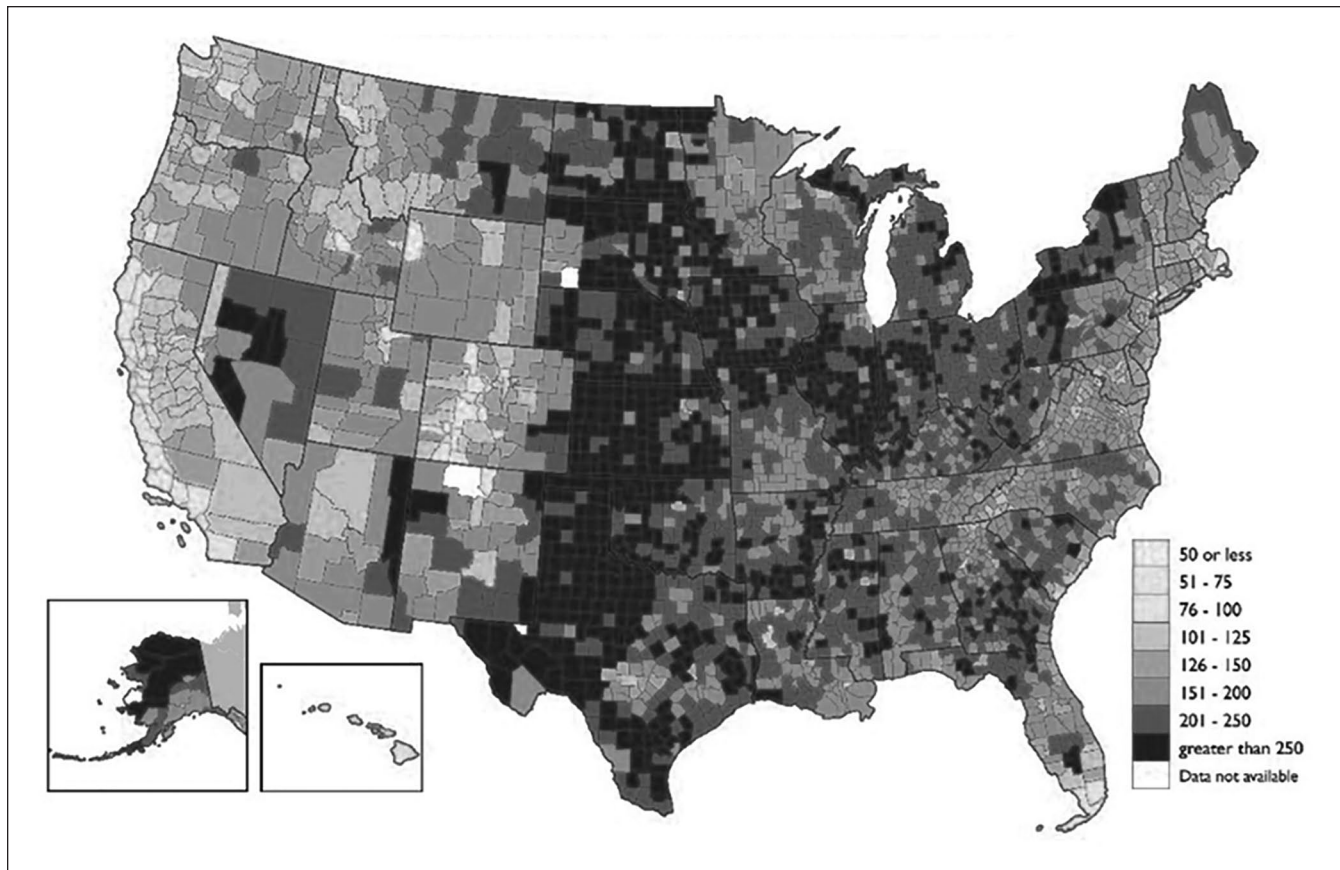 50 or less
51 - 75
76 - 100
101 - 125
126 - 150
151 - 200
201 - 250
greater than 250
Data not available